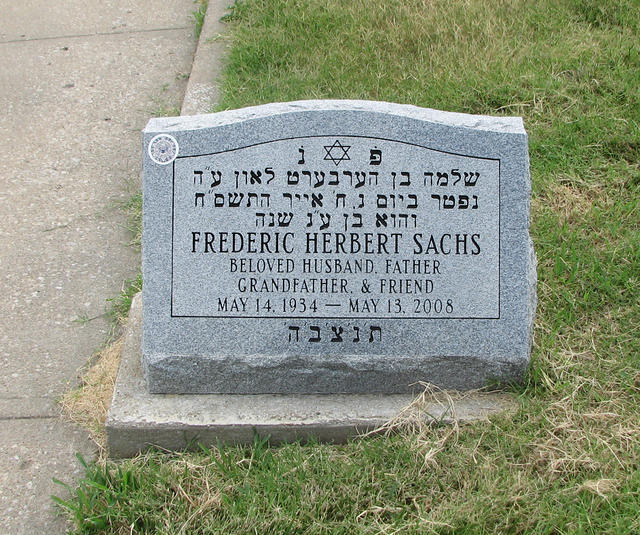 פ נ
שלמה בן הערבערט לאון ע״ה
נפטר ביום ג, ח׳ אייר התשס״ח
והוא בן ע״ג שנה
FREDERIC HERBERT SACHS
BELOVED HUSBAND, FATHER
GRANDFATHER, & FRIEND
MAY 14, 1934 — MAY 13, 2008
ת נ צ ב ה